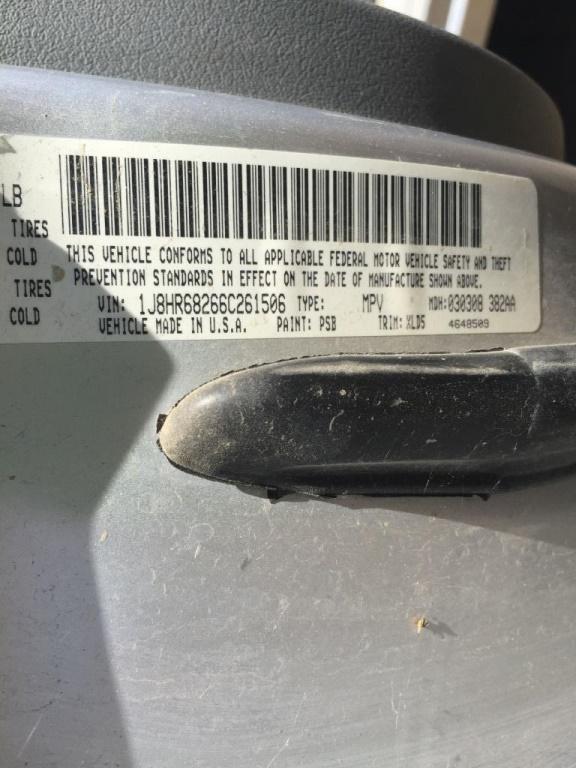 LB
TIRES
COLD
TIRES
COLD
THIS VEHICLE CONFORMS TO ALL APPLICABLE FEDERAL MOTOR VEHICLE SAFETY AND THEFT
PREVENTION STANDARDS IN EFFECT ON THE DATE OF MANUFACTURE SHOWN ABOVE.
VIN: 1J8HR68266C261506 TYPE: MPV MDH: 030308 382AA
VEHICLE MADE IN U.S.A. PAINT: PSB TRIM: XLD5 4648509